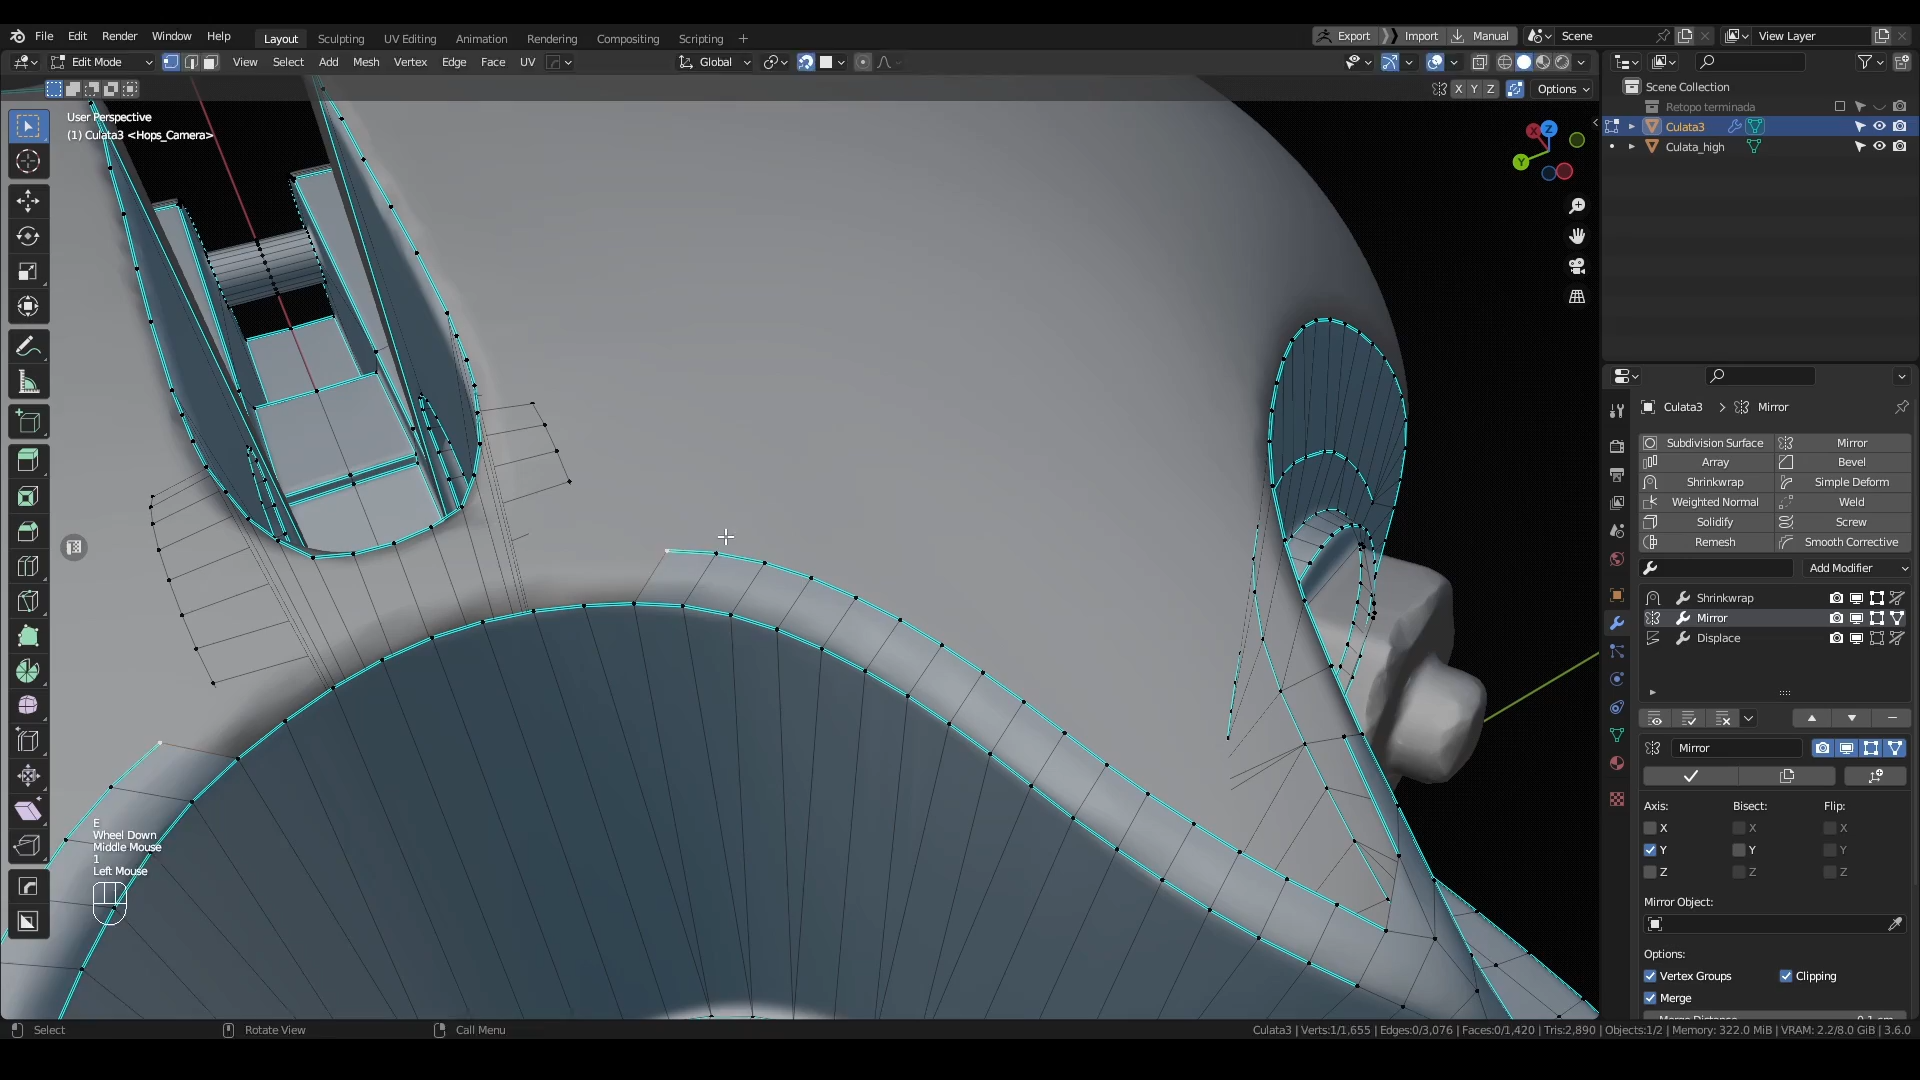 File Edit Render Window Help Layout Sculpting UV Editing Animation Rendering Compositing Scripting + Export Import Manual Scene View Layer
Edit Mode View Select Add Mesh Vertex Edge Face UV Global
X Y Z Options
User Perspective
(1) Culata3 <Hops_Camera>
Z
X
Y
E
Wheel Down
Middle Mouse
1
Left Mouse
Scene Collection
Retopo terminada
Culata3
Culata_high
Culata3 > Mirror
Subdivision Surface Mirror
Array Bevel
Shrinkwrap Simple Deform
Weighted Normal Weld
Solidify Screw
Remesh Smooth Corrective
Add Modifier
Shrinkwrap
Mirror
Displace
Mirror
Axis: Bisect: Flip:
X X X
Y Y Y
Z Z Z
Mirror Object:
Options:
Vertex Groups Clipping
Merge
Merge Distance 0.1 cm
Select Rotate View Call Menu Culata3 | Verts:1/1,655 | Edges:0/3,076 | Faces:0/1,420 | Tris:2,890 | Objects:1/2 | Memory: 322.0 MiB | VRAM: 2.2/8.0 GiB | 3.6.0